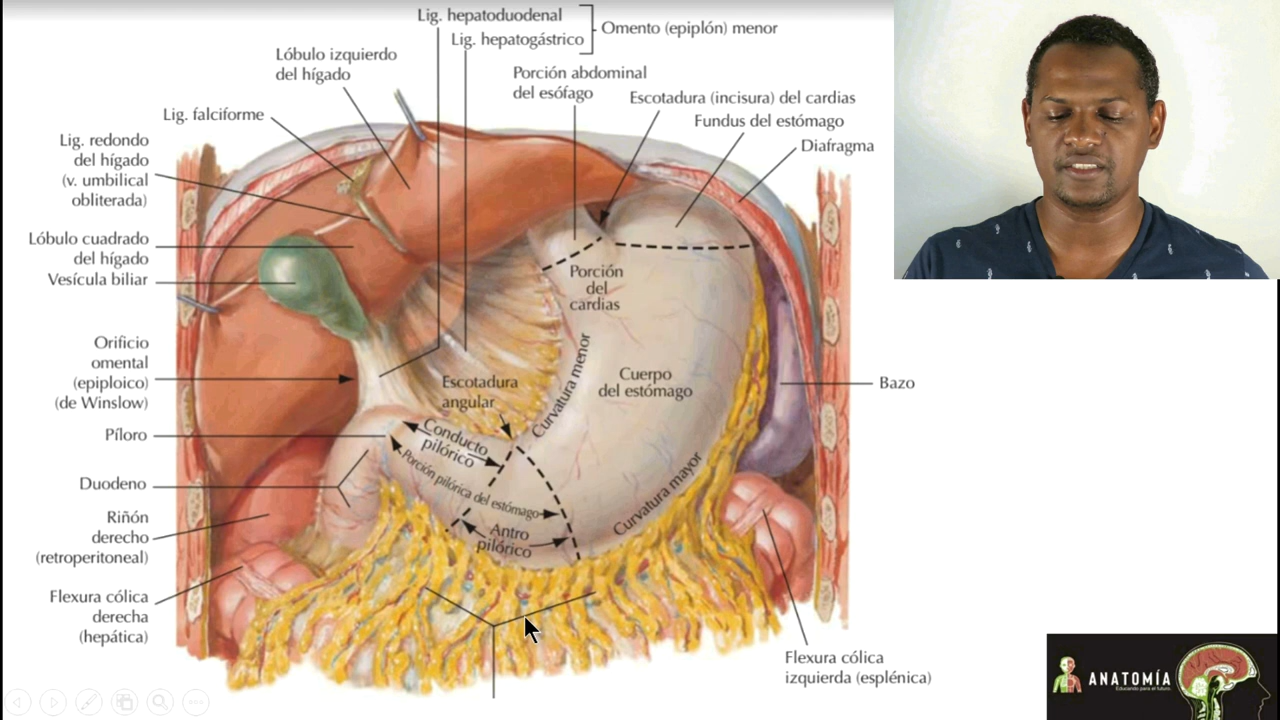 Lig. hepatoduodenal
Lig. hepatogástrico
Omento (epiplón) menor
Lóbulo izquierdo
del hígado
Porción abdominal
del esófago
Escotadura (incisura) del cardias
Fundus del estómago
Diafragma
Lig. falciforme
Lig. redondo
del hígado
(v. umbilical
obliterada)
Lóbulo cuadrado
del hígado
Vesícula biliar
Orificio
omental
(epiploico)
(de Winslow)
Píloro
Duodeno
Riñón
derecho
(retroperitoneal)
Flexura cólica
derecha
(hepática)
Porción
del
cardias
Curvatura menor
Cuerpo
del estómago
Escotadura
angular
Conducto
pilórico
Porción pilórica del estómago
Antro
pilórico
Curvatura mayor
Bazo
Flexura cólica
izquierda (esplénica)
ANATOMÍA
Educando para el futuro.